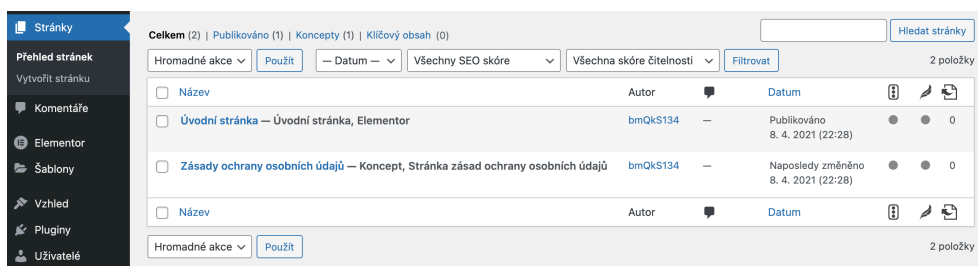 Stránky
Přehled stránek
Vytvořit stránku
Komentáře
Elementor
Šablony
Vzhled
Pluginy
Uživatelé
Celkem (2) | Publikováno (1) | Koncepty (1) | Klíčový obsah (0)
Hledat stránky
Hromadné akce Použít — Datum — Všechny SEO skóre Všechna skóre čitelnosti Filtrovat 2 položky
Název Autor Datum
Úvodní stránka — Úvodní stránka, Elementor bmQkS134 — Publikováno 0
8. 4. 2021 (22:28)
Zásady ochrany osobních údajů — Koncept, Stránka zásad ochrany osobních údajů bmQkS134 — Naposledy změněno 0
8. 4. 2021 (22:28)
Název Autor Datum
Hromadné akce Použít 2 položky